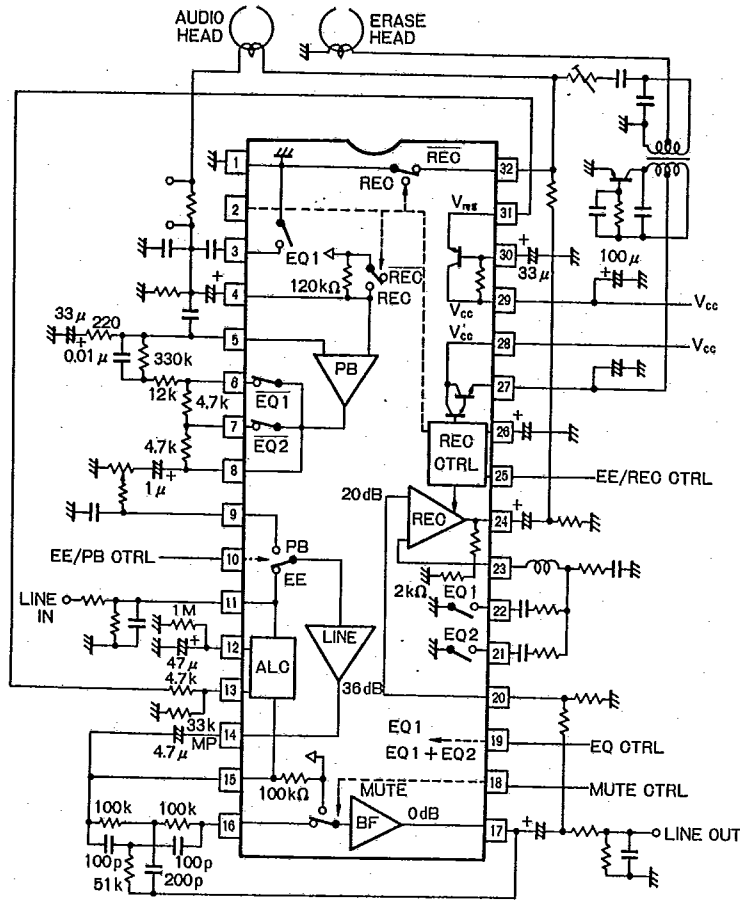 AUDIO
HEAD
ERASE
HEAD
1
2
3
4
5
6
7
8
9
10
11
12
13
14
15
16
32
31
30
29
28
27
26
25
24
23
22
21
20
19
18
17
REC
REC
EQ1
REC
REC
120kΩ
PB
EQ1
EQ2
V reg
Vcc
V'cc
33μ
100μ
Vcc
Vcc
33μ
220
0.01μ
330k
12k
4.7k
4.7k
1μ
REC
CTRL
EE/REC CTRL
20dB
REC
2kΩ
EQ1
EQ2
EE/PB CTRL
PB
EE
LINE
IN
1M
47μ
4.7k
ALC
LINE
36dB
33k
MP
4.7μ
EQ1
EQ1+EQ2
EQ CTRL
MUTE CTRL
100kΩ
MUTE
BF
0dB
100k
100k
100p
100p
200p
51k
LINE OUT